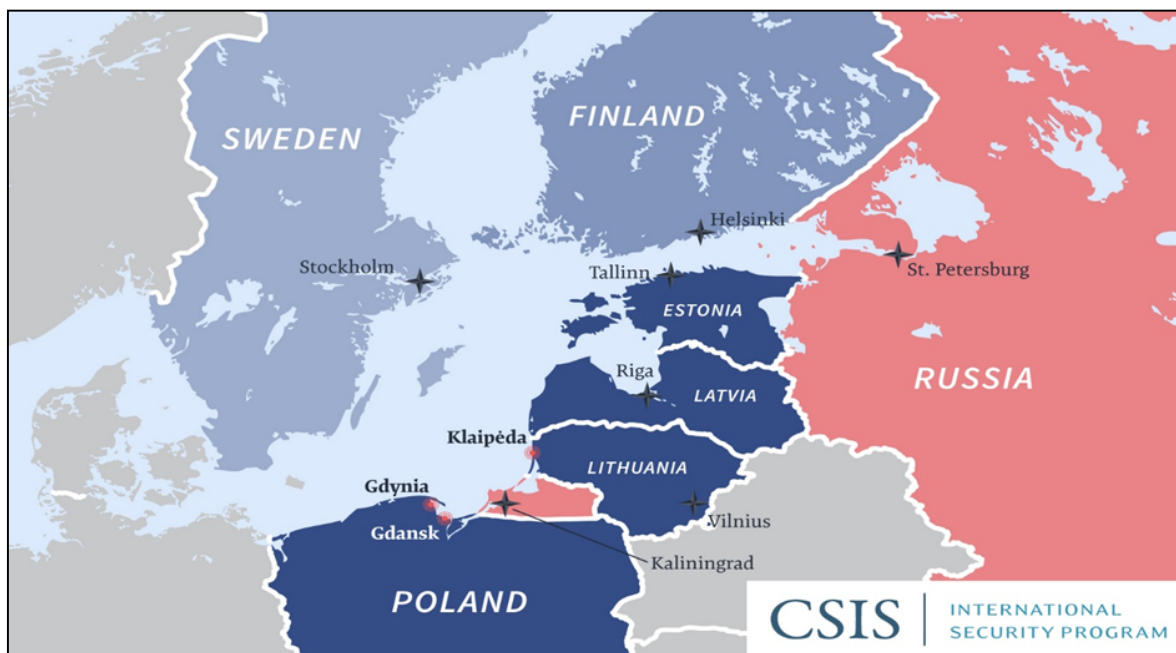 SWEDEN
FINLAND
Helsinki
Stockholm
Tallinn
St. Petersburg
ESTONIA
Riga
RUSSIA
LATVIA
Klaipėda
LITHUANIA
Gdynia
Gdansk
Vilnius
Kaliningrad
POLAND
CSIS
INTERNATIONAL
SECURITY PROGRAM